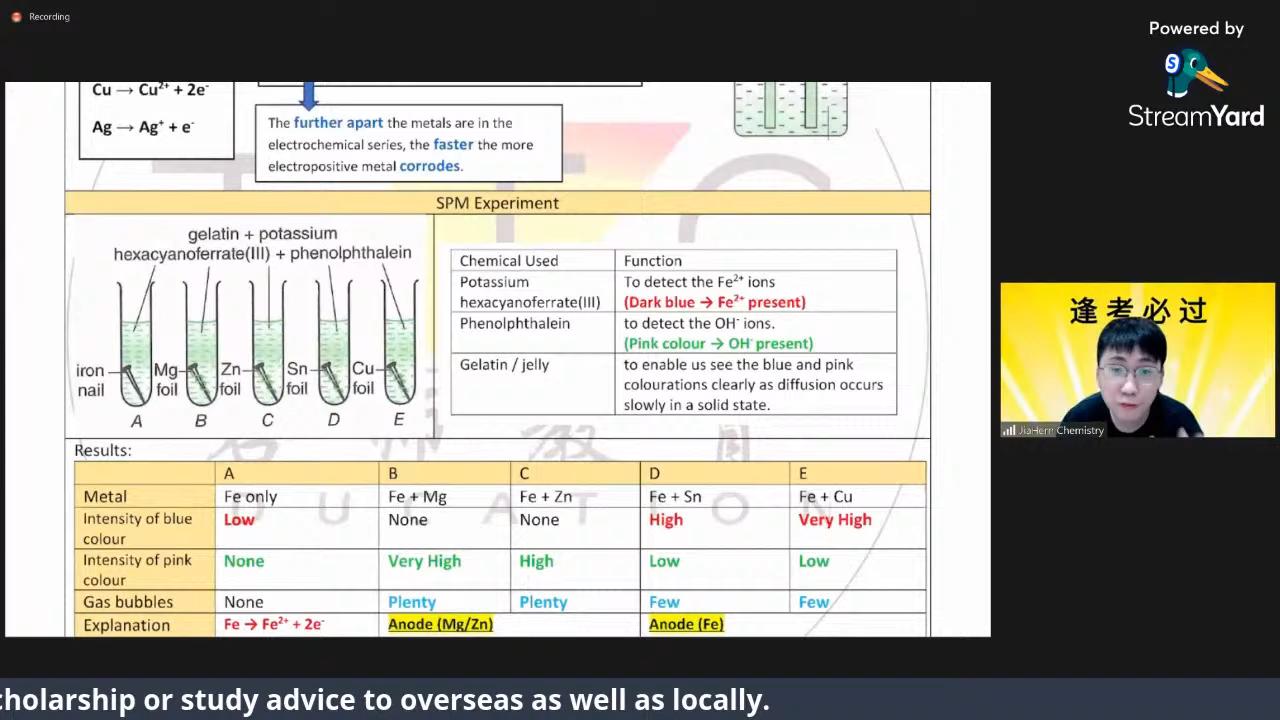 Recording
Powered by
S
StreamYard
Cu → Cu²⁺ + 2e⁻
Ag → Ag⁺ + e⁻
The further apart the metals are in the
electrochemical series, the faster the more
electropositive metal corrodes.
SPM Experiment
gelatin + potassium
hexacyanoferrate(III) + phenolphthalein
iron
nail
Mg
foil
Zn
foil
Sn
foil
Cu
foil
A B C D E
Chemical Used Function
Potassium
hexacyanoferrate(III)
To detect the Fe²⁺ ions
(Dark blue → Fe²⁺ present)
Phenolphthalein
to detect the OH⁻ ions.
(Pink colour → OH⁻ present)
Gelatin / jelly
to enable us see the blue and pink
colourations clearly as diffusion occurs
slowly in a solid state.
逢考必过
JiaHern Chemistry
Results:
A B C D E
Metal Fe only Fe + Mg Fe + Zn Fe + Sn Fe + Cu
Intensity of blue
colour
Low None None High Very High
Intensity of pink
colour
None Very High High Low Low
Gas bubbles None Plenty Plenty Few Few
Explanation Fe → Fe²⁺ + 2e⁻ Anode (Mg/Zn) Anode (Fe)
cholarship or study advice to overseas as well as locally.